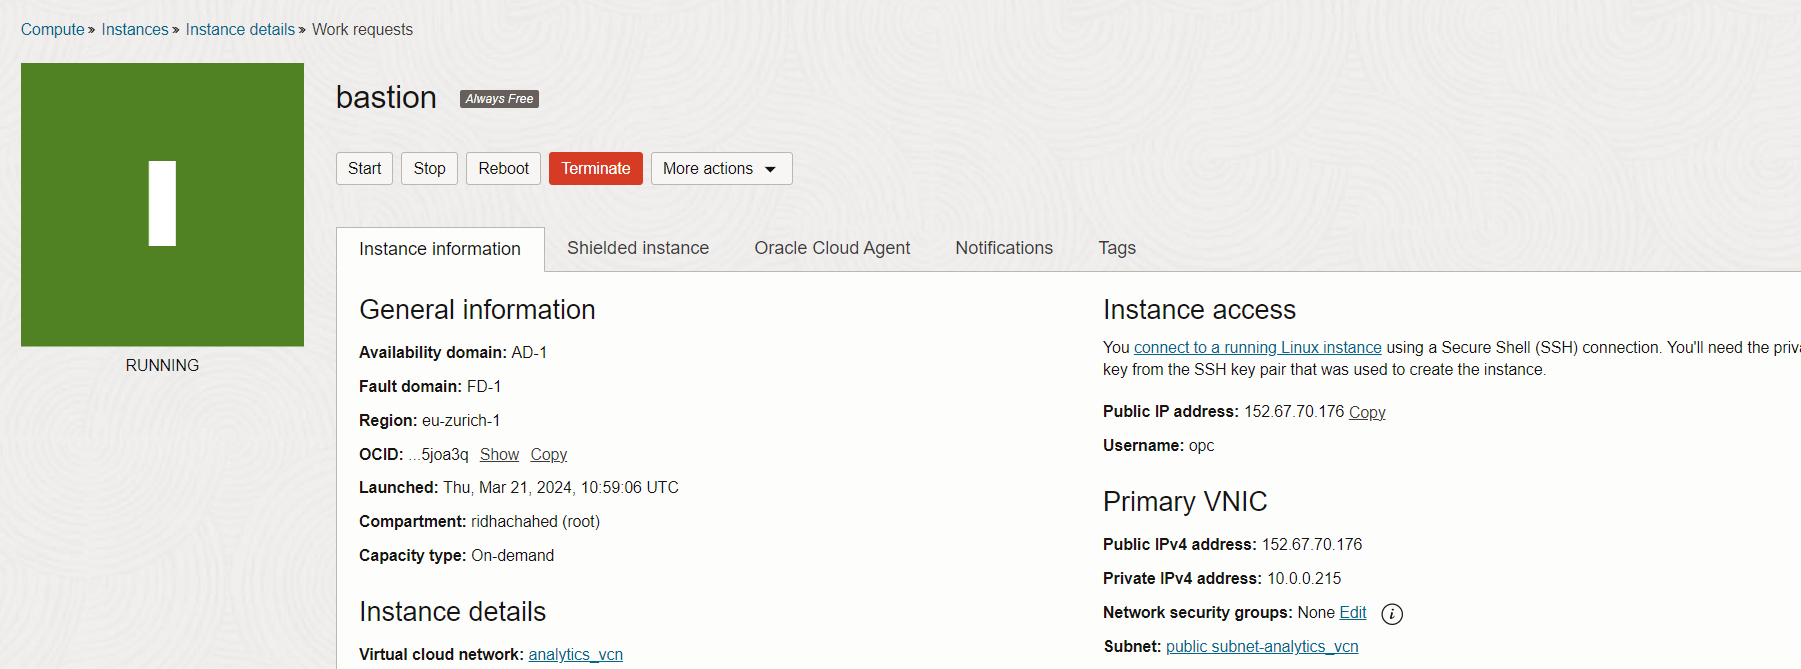 Compute » Instances » Instance details » Work requests
bastion Always Free
Start Stop Reboot Terminate More actions
Instance information Shielded instance Oracle Cloud Agent Notifications Tags
RUNNING
General information
Availability domain: AD-1
Fault domain: FD-1
Region: eu-zurich-1
OCID: ...5joa3q Show Copy
Launched: Thu, Mar 21, 2024, 10:59:06 UTC
Compartment: ridhachahed (root)
Capacity type: On-demand
Instance details
Virtual cloud network: analytics_vcn
Instance access
You connect to a running Linux instance using a Secure Shell (SSH) connection. You'll need the priva
key from the SSH key pair that was used to create the instance.
Public IP address: 152.67.70.176 Copy
Username: opc
Primary VNIC
Public IPv4 address: 152.67.70.176
Private IPv4 address: 10.0.0.215
Network security groups: None Edit i
Subnet: public subnet-analytics_vcn